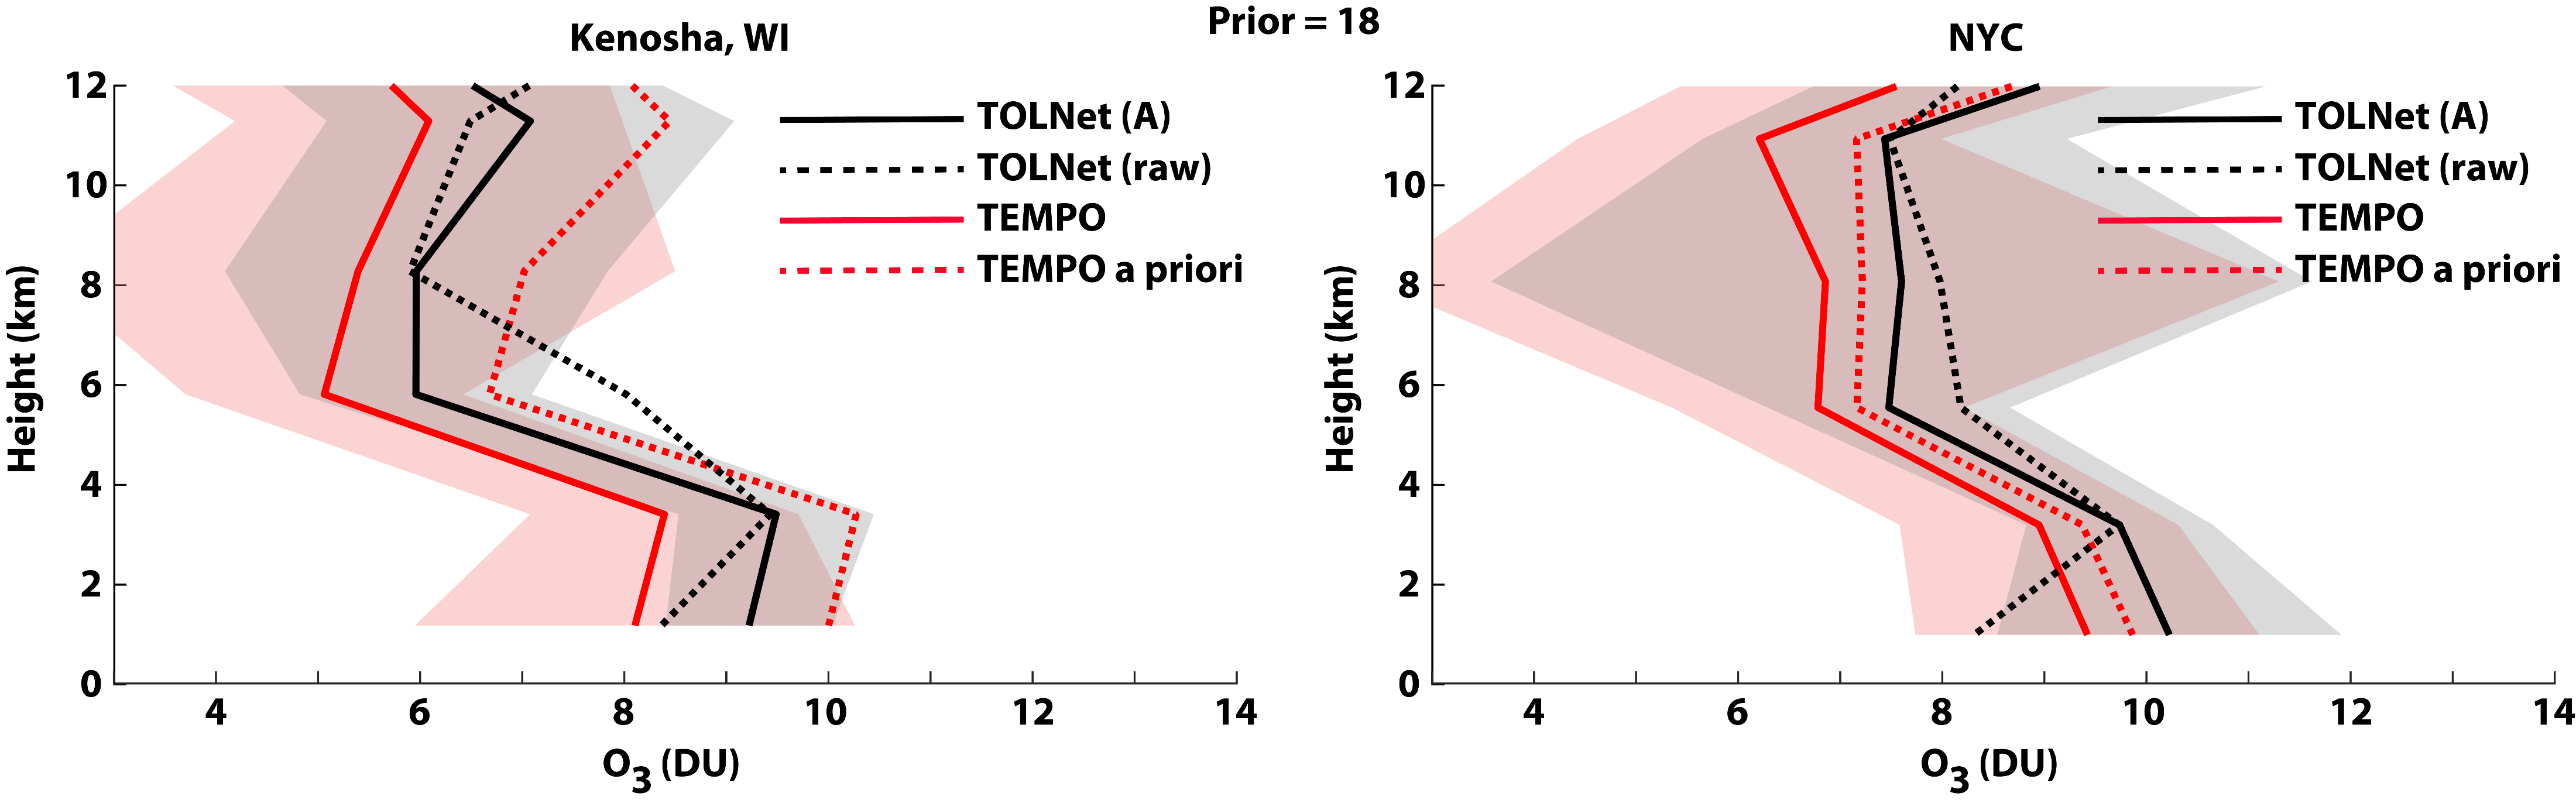 Prior = 18
Kenosha, WI
12
10
8
6
4
2
0
Height (km)
4
6
8
10
12
14
O3 (DU)
TOLNet (A)
TOLNet (raw)
TEMPO
TEMPO a priori
NYC
12
10
8
6
4
2
0
Height (km)
4
6
8
10
12
14
O3 (DU)
TOLNet (A)
TOLNet (raw)
TEMPO
TEMPO a priori